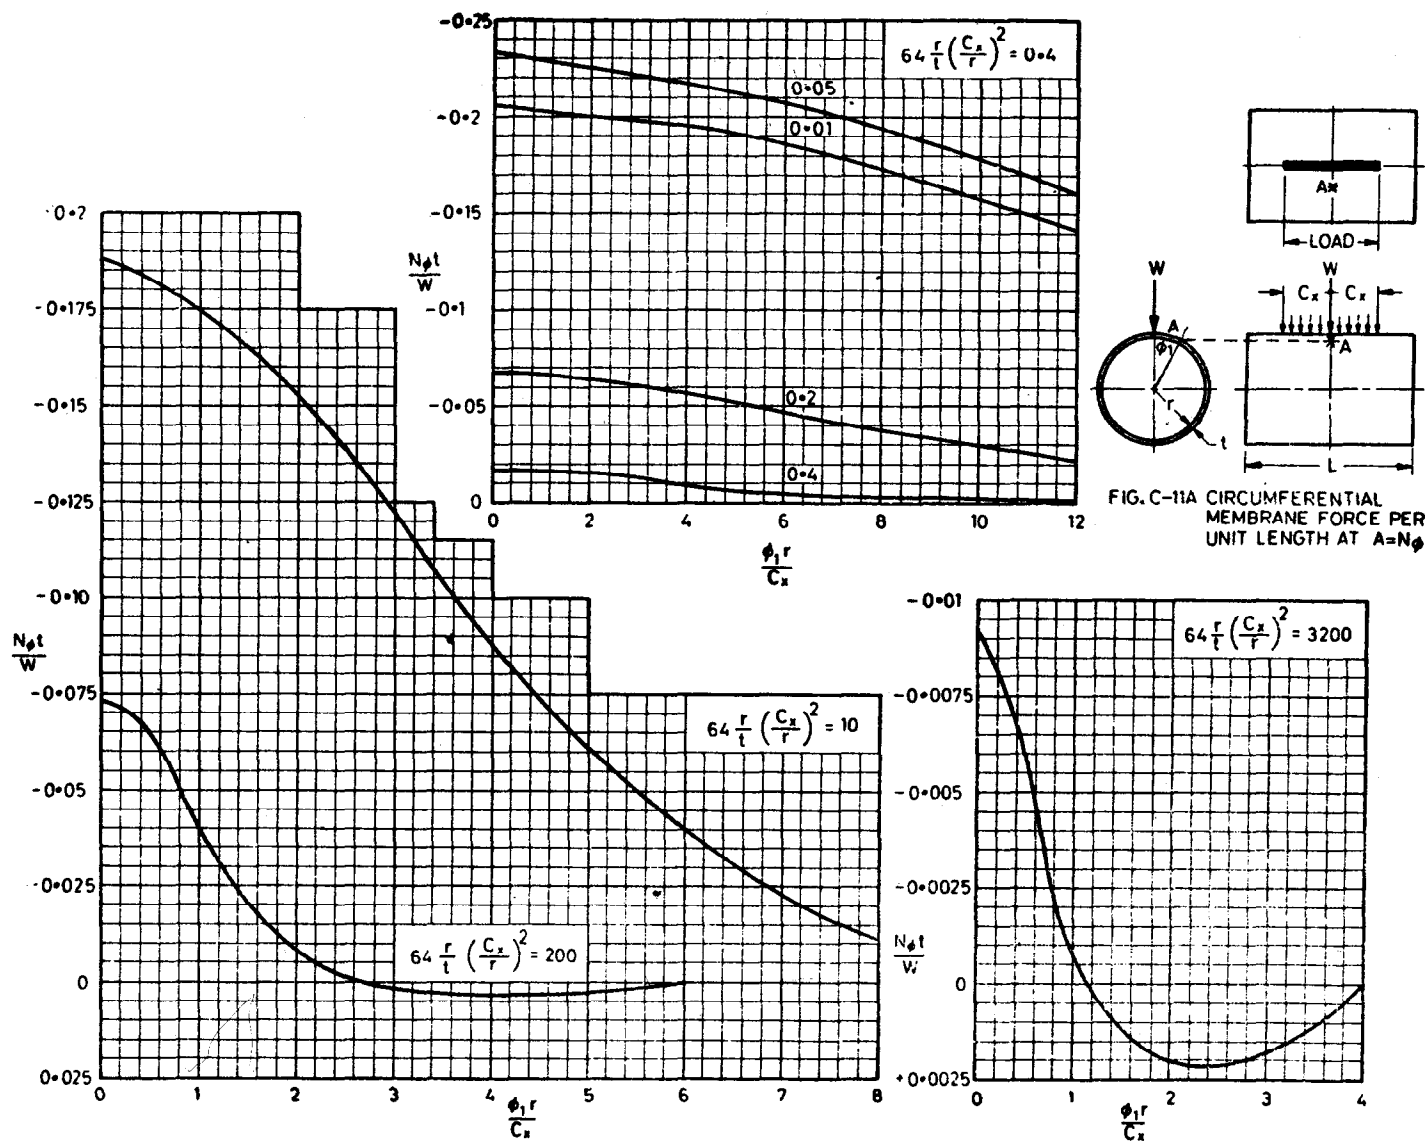 -0•25
-0•2
-0•15
-0•1
-0•05
0
Nφt
W
64 r/t (Cx/r)² = 0•4
0•05
0•01
0•2
0•4
0 2 4 6 8 10 12
φ₁r
Cx
A
LOAD
W
A
φ₁
r
t
W
Cx Cx
A
L
FIG. C-11A CIRCUMFERENTIAL
MEMBRANE FORCE PER
UNIT LENGTH AT A=Nφ
-0•2
-0•175
-0•15
-0•125
-0•10
-0•075
-0•05
-0•025
0
0•025
Nφt
W
64 r/t (Cx/r)² = 10
64 r/t (Cx/r)² = 200
0 1 2 3 4 5 6 7 8
φ₁r
Cx
-0•01
-0•0075
-0•005
-0•0025
0
+0•0025
Nφt
W
64 r/t (Cx/r)² = 3200
0 1 2 3 4
φ₁r
Cx